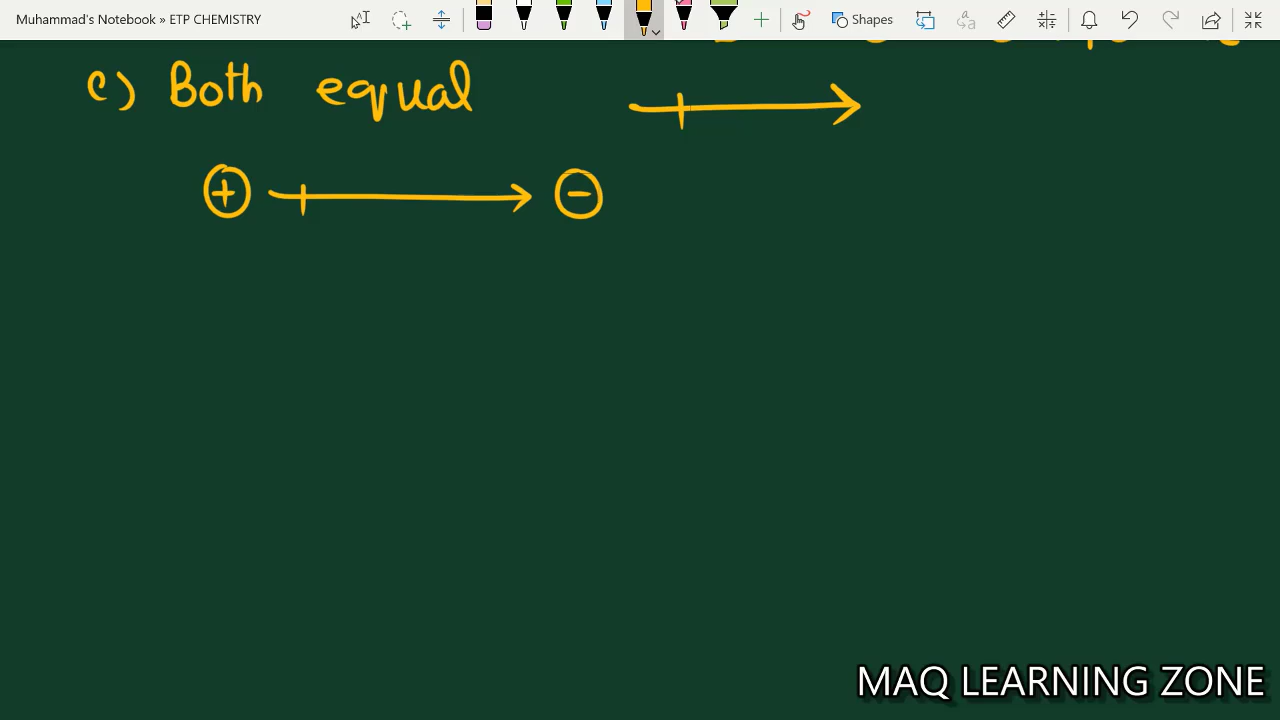 Muhammad's Notebook » ETP CHEMISTRY
Shapes
c) Both equal
+ −
MAQ LEARNING ZONE